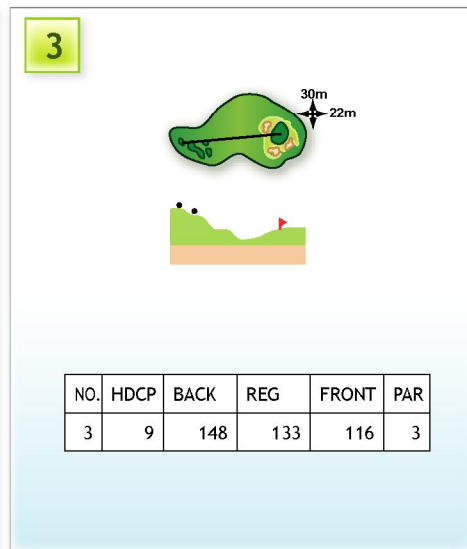 3
30m
22m
NO. HDCP BACK REG FRONT PAR
3 9 148 133 116 3